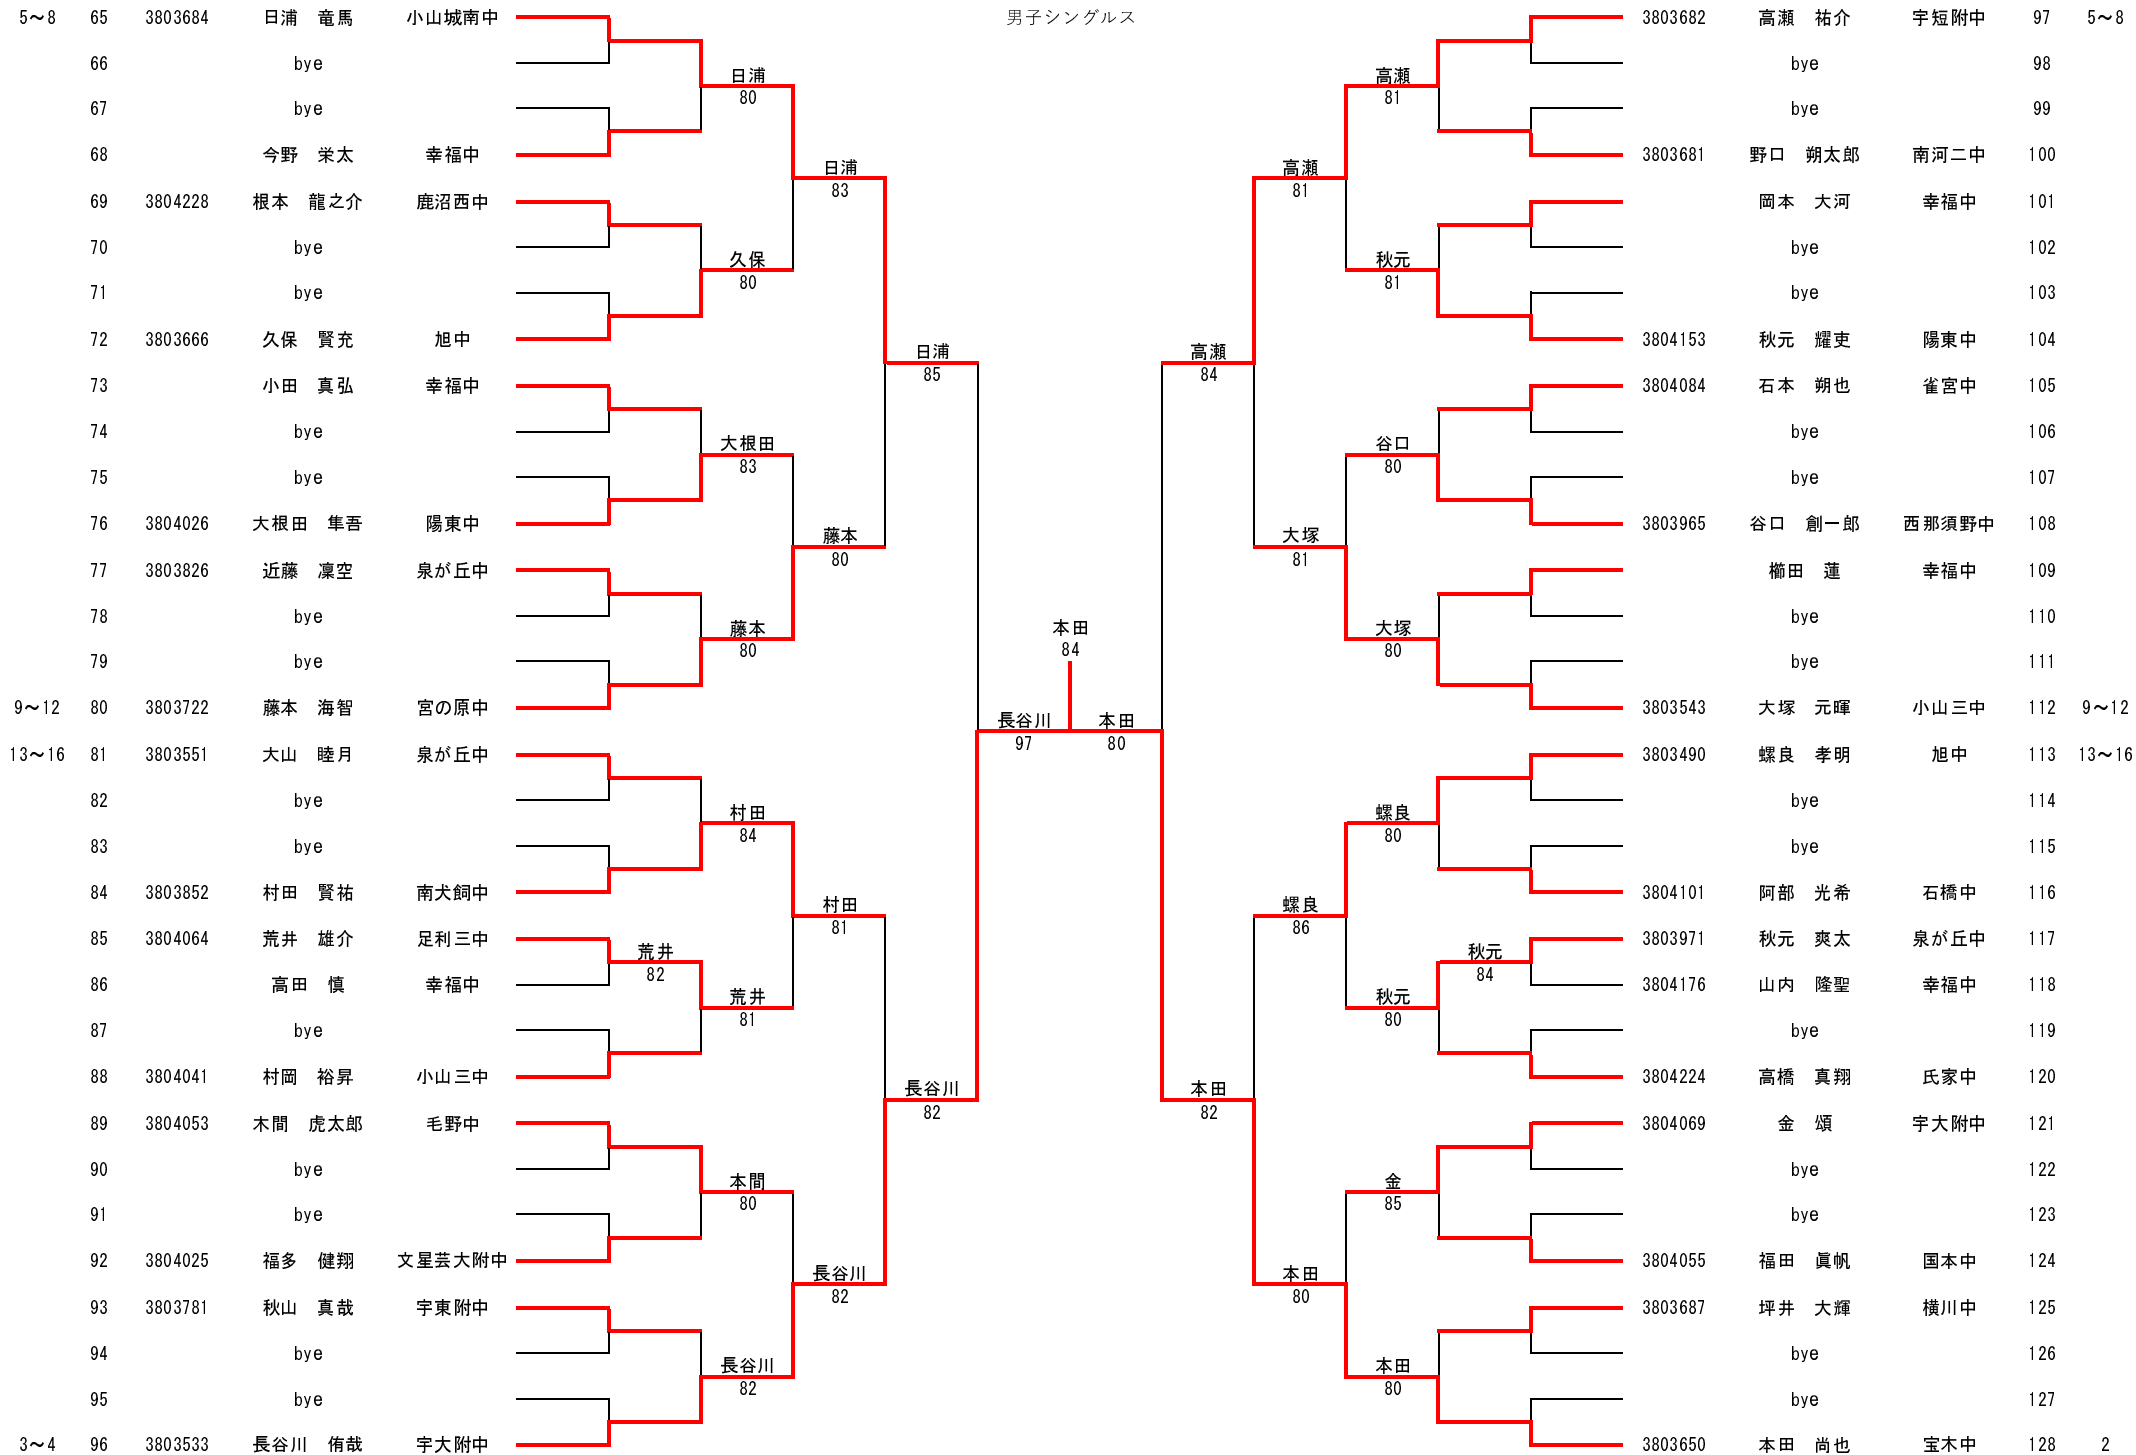 男子シングルス
5～8 65 3803684 日浦 竜馬 小山城南中
66 bye
67 bye
68 今野 栄太 幸福中
69 3804228 根本 龍之介 鹿沼西中
70 bye
71 bye
72 3803666 久保 賢充 旭中
73 小田 真弘 幸福中
74 bye
75 bye
76 3804026 大根田 隼吾 陽東中
77 3803826 近藤 凜空 泉が丘中
78 bye
79 bye
9～12 80 3803722 藤本 海智 宮の原中
13～16 81 3803551 大山 睦月 泉が丘中
82 bye
83 bye
84 3803852 村田 賢祐 南犬飼中
85 3804064 荒井 雄介 足利三中
86 高田 慎 幸福中
87 bye
88 3804041 村岡 裕昇 小山三中
89 3804053 木間 虎太郎 毛野中
90 bye
91 bye
92 3804025 福多 健翔 文星芸大附中
93 3803781 秋山 真哉 宇東附中
94 bye
95 bye
3～4 96 3803533 長谷川 侑哉 宇大附中
荒井
82
日浦
80
久保
80
大根田
83
藤本
80
村田
84
荒井
81
本間
80
長谷川
82
日浦
83
藤本
80
村田
81
長谷川
82
日浦
85
長谷川
82
長谷川
97
本田
84
本田
80
高瀬
84
本田
82
高瀬
81
大塚
81
螺良
86
本田
80
高瀬
81
秋元
81
谷口
80
大塚
80
螺良
80
秋元
80
金
85
本田
80
秋元
84
3803682 高瀬 祐介 宇短附中 97 5～8
bye 98
bye 99
3803681 野口 朔太郎 南河二中 100
岡本 大河 幸福中 101
bye 102
bye 103
3804153 秋元 耀吏 陽東中 104
3804084 石本 朔也 雀宮中 105
bye 106
bye 107
3803965 谷口 創一郎 西那須野中 108
櫛田 蓮 幸福中 109
bye 110
bye 111
3803543 大塚 元暉 小山三中 112 9～12
3803490 螺良 孝明 旭中 113 13～16
bye 114
bye 115
3804101 阿部 光希 石橋中 116
3803971 秋元 爽太 泉が丘中 117
3804176 山内 隆聖 幸福中 118
bye 119
3804224 高橋 真翔 氏家中 120
3804069 金 頌 宇大附中 121
bye 122
bye 123
3804055 福田 眞帆 国本中 124
3803687 坪井 大輝 横川中 125
bye 126
bye 127
3803650 本田 尚也 宝木中 128 2